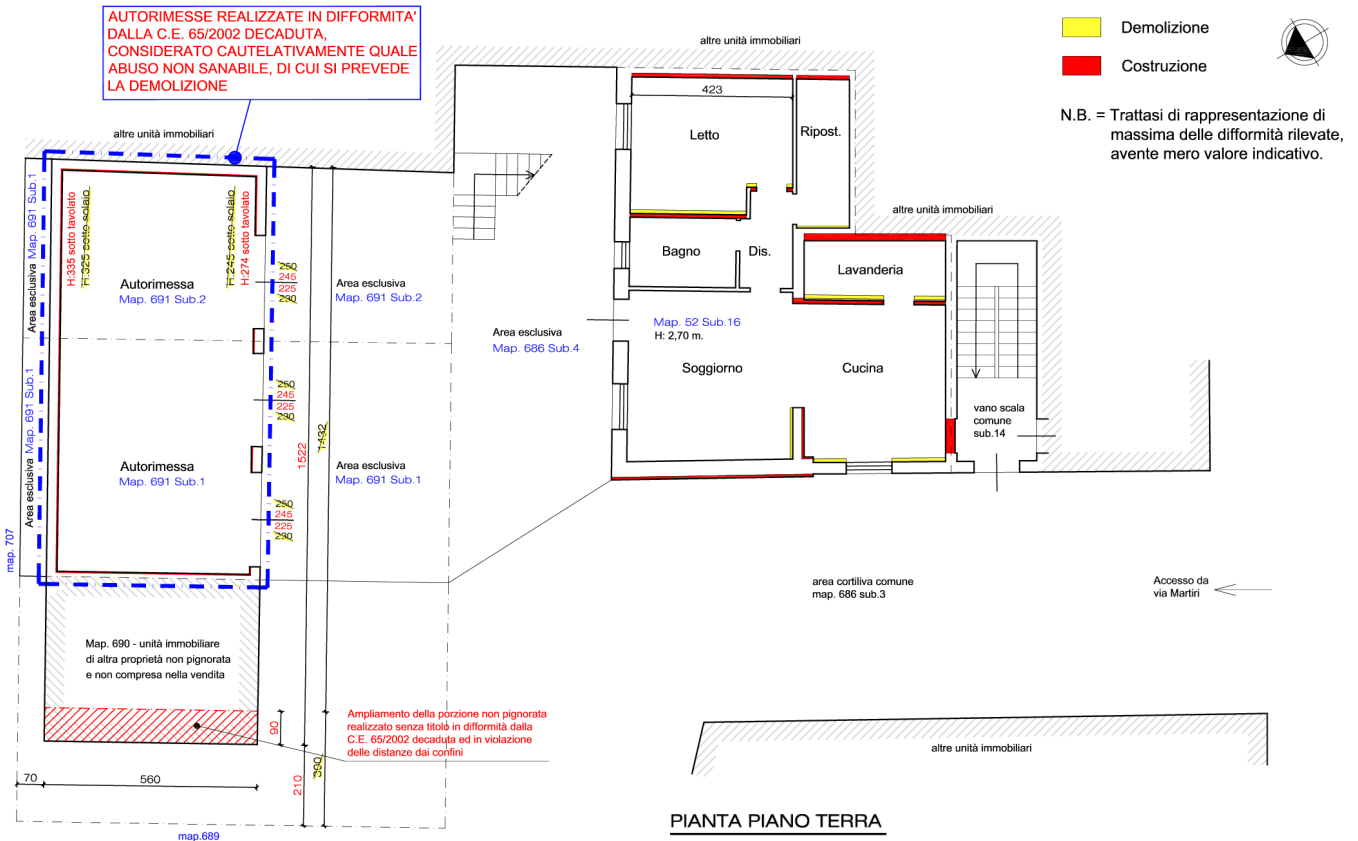 AUTORIMESSE REALIZZATE IN DIFFORMITA'
DALLA C.E. 65/2002 DECADUTA,
CONSIDERATO CAUTELATIVAMENTE QUALE
ABUSO NON SANABILE, DI CUI SI PREVEDE
LA DEMOLIZIONE
Demolizione
Costruzione
N.B. = Trattasi di rappresentazione di
massima delle difformità rilevate,
avente mero valore indicativo.
altre unità immobiliari
altre unità immobiliari
altre unità immobiliari
423
Letto
Ripost.
Bagno
Dis.
Lavanderia
Map. 52 Sub.16
H: 2,70 m.
Soggiorno
Cucina
vano scala
comune
sub.14
Area esclusiva Map. 691 Sub.1
H:335 sotto tavolato
H:325 sotto solaio
H:245 sotto solaio
H:274 sotto tavolato
Autorimessa
Map. 691 Sub.2
250
245
225
230
Area esclusiva
Map. 691 Sub.2
Area esclusiva
Map. 686 Sub.4
Area esclusiva Map. 691 Sub.1
250
245
225
230
1432
1522
Autorimessa
Map. 691 Sub.1
Area esclusiva
Map. 691 Sub.1
250
245
225
230
map. 707
area cortiliva comune
map. 686 sub.3
Accesso da
via Martiri
Map. 690 - unità immobiliare
di altra proprietà non pignorata
e non compresa nella vendita
90
Ampliamento della porzione non pignorata
realizzato senza titolo in difformità dalla
C.E. 65/2002 decaduta ed in violazione
delle distanze dai confini
390
210
70
560
map.689
altre unità immobiliari
PIANTA PIANO TERRA